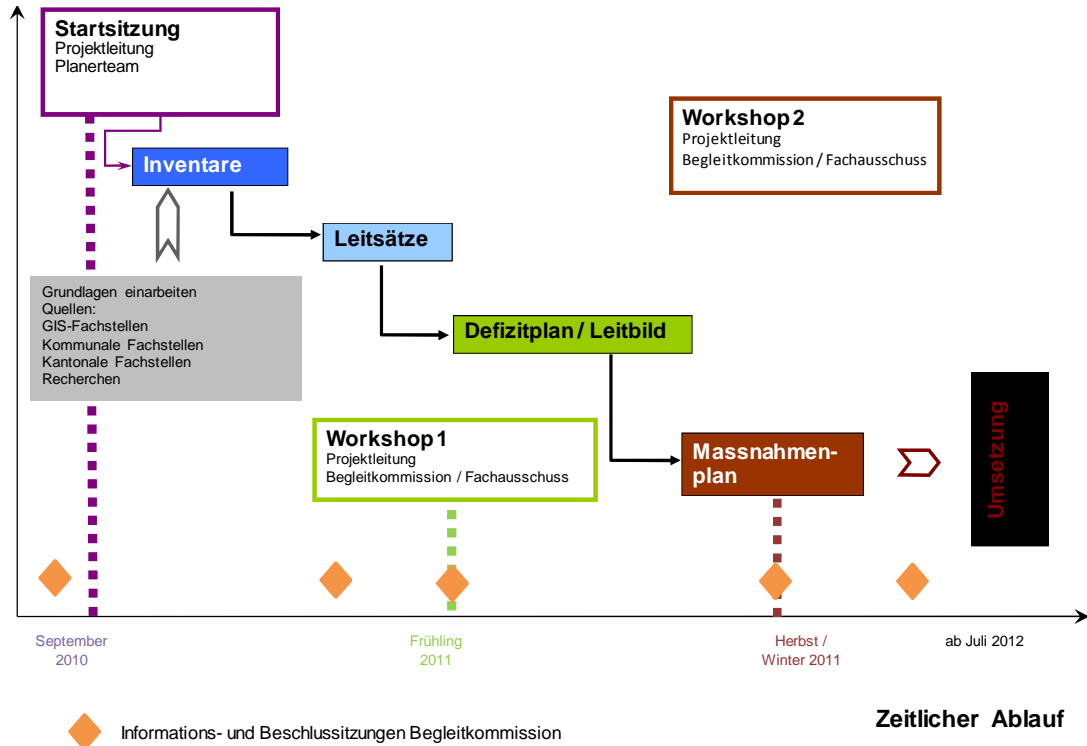 Startsitzung
Projektleitung
Planerteam
Workshop 2
Projektleitung
Begleitkommission / Fachausschuss
Inventare
Leitsätze
Grundlagen einarbeiten
Quellen:
GIS-Fachstellen
Kommunale Fachstellen
Kantonale Fachstellen
Recherchen
Defizitplan / Leitbild
Workshop 1
Projektleitung
Begleitkommission / Fachausschuss
Massnahmen-
plan
Umsetzung
September
2010
Frühling
2011
Herbst /
Winter 2011
ab Juli 2012
Zeitlicher Ablauf
Informations- und Beschlussitzungen Begleitkommission